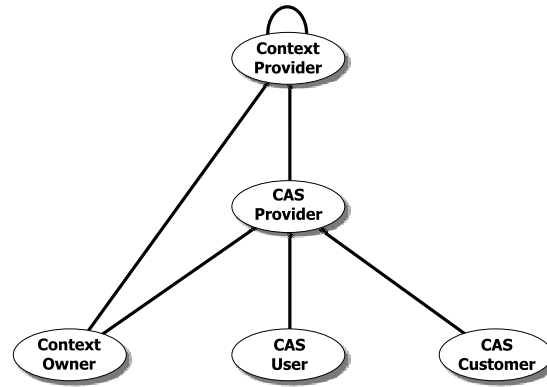 Context
Provider
CAS
Provider
Context
Owner
CAS
User
CAS
Customer